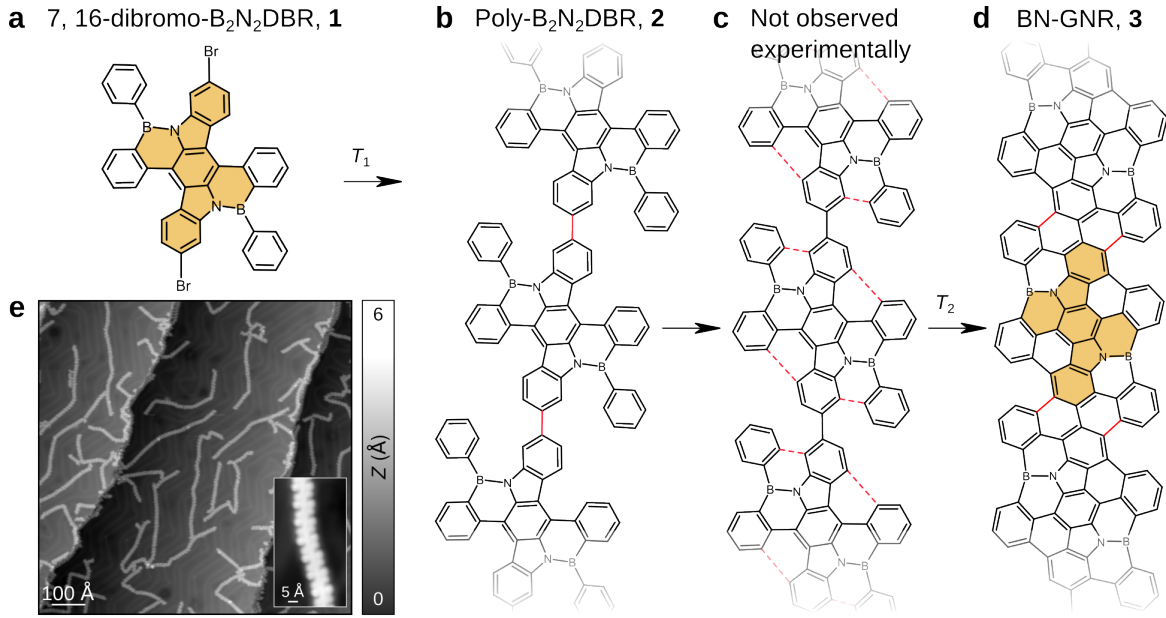 a 7, 16-dibromo-B₂N₂DBR, 1
b Poly-B₂N₂DBR, 2
c Not observed
experimentally
d BN-GNR, 3
Br
B N
N B
Br
T₁
B N
N B
B N
N B
B N
N B
B N
N B
B N
N B
B N
N B
T₂
B N
N B
B N
N B
B N
N B
e
100 Å
5 Å
6
Z (Å)
0